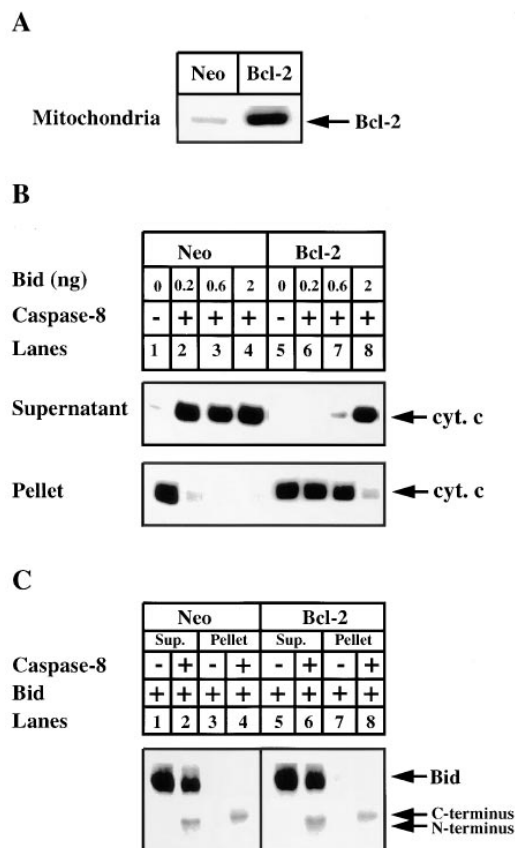 A
Neo Bcl-2
Mitochondria Bcl-2
B
Neo Bcl-2
Bid (ng) 0 0.2 0.6 2 0 0.2 0.6 2
Caspase-8 - + + + - + + +
Lanes 1 2 3 4 5 6 7 8
Supernatant cyt. c
Pellet cyt. c
C
Neo Bcl-2
Sup. Pellet Sup. Pellet
Caspase-8 - + - + - + - +
Bid + + + + + + + +
Lanes 1 2 3 4 5 6 7 8
Bid
C-terminus
N-terminus